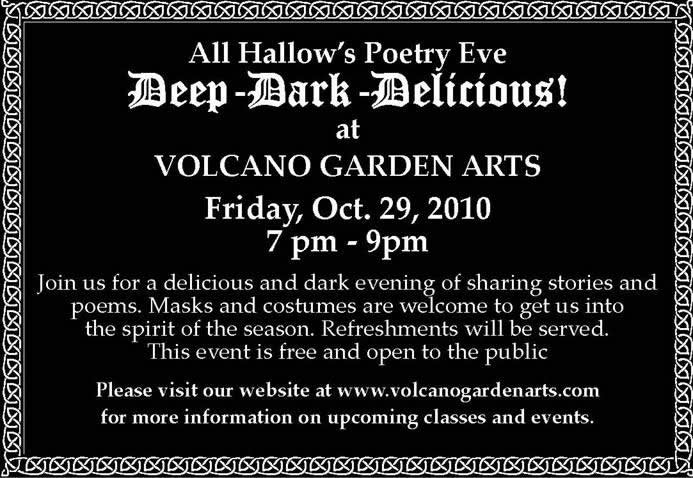 All Hallow's Poetry Eve
Deep-Dark-Delicious!
at
VOLCANO GARDEN ARTS
Friday, Oct. 29, 2010
7 pm - 9pm
Join us for a delicious and dark evening of sharing stories and
poems. Masks and costumes are welcome to get us into
the spirit of the season. Refreshments will be served.
This event is free and open to the public
Please visit our website at www.volcanogardenarts.com
for more information on upcoming classes and events.